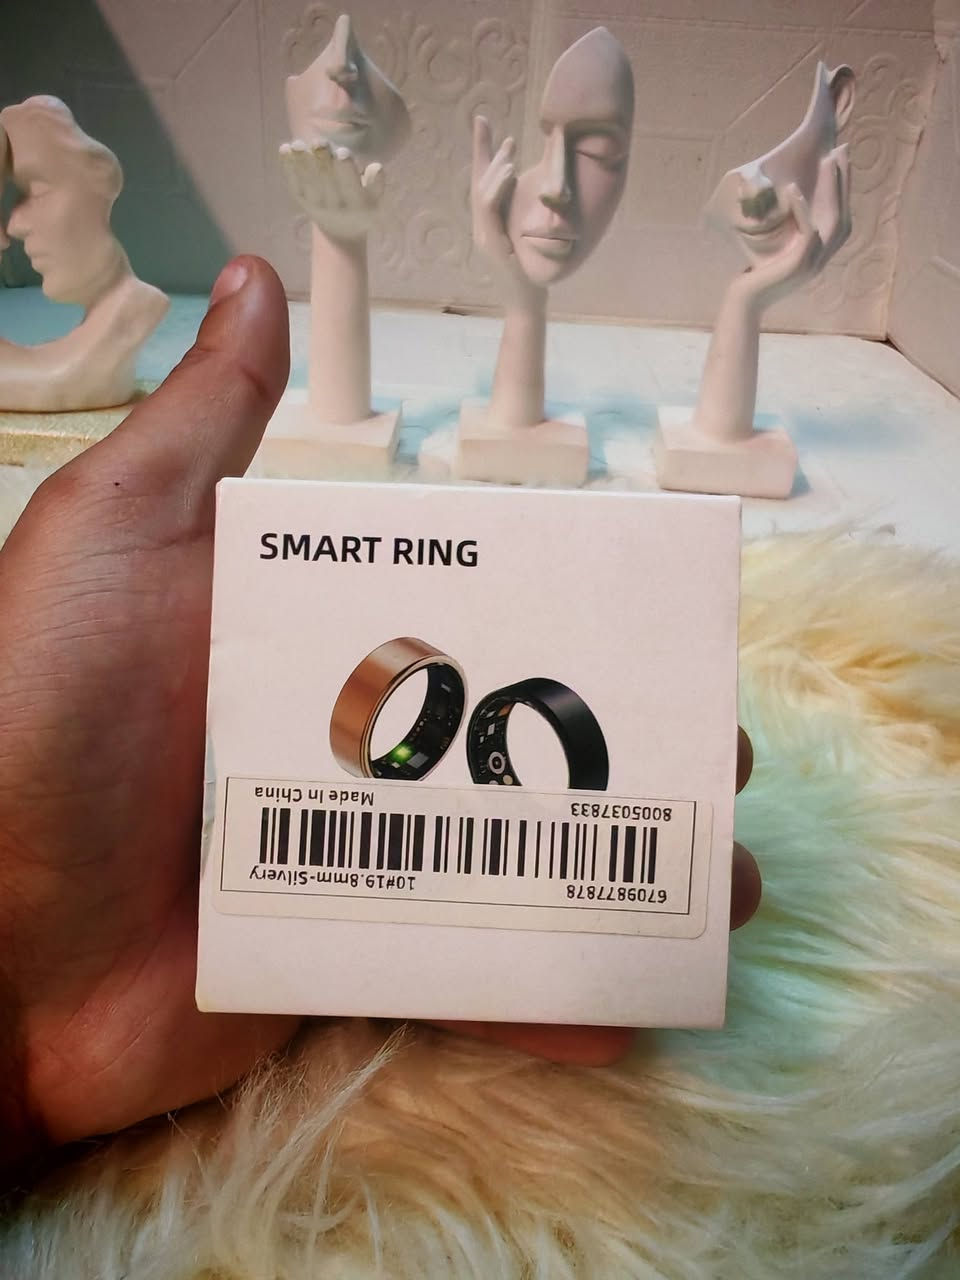 SMART RING
6709877878
10#19.8mm-Silvery
8005037833
Made In China